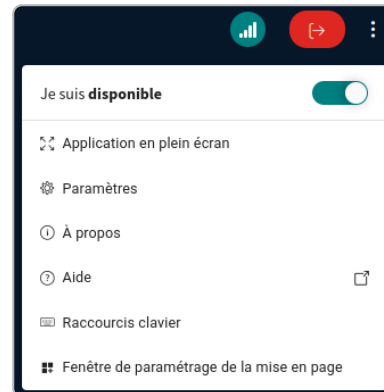 Je suis disponible
Application en plein écran
Paramètres
À propos
Aide
Raccourcis clavier
Fenêtre de paramétrage de la mise en page